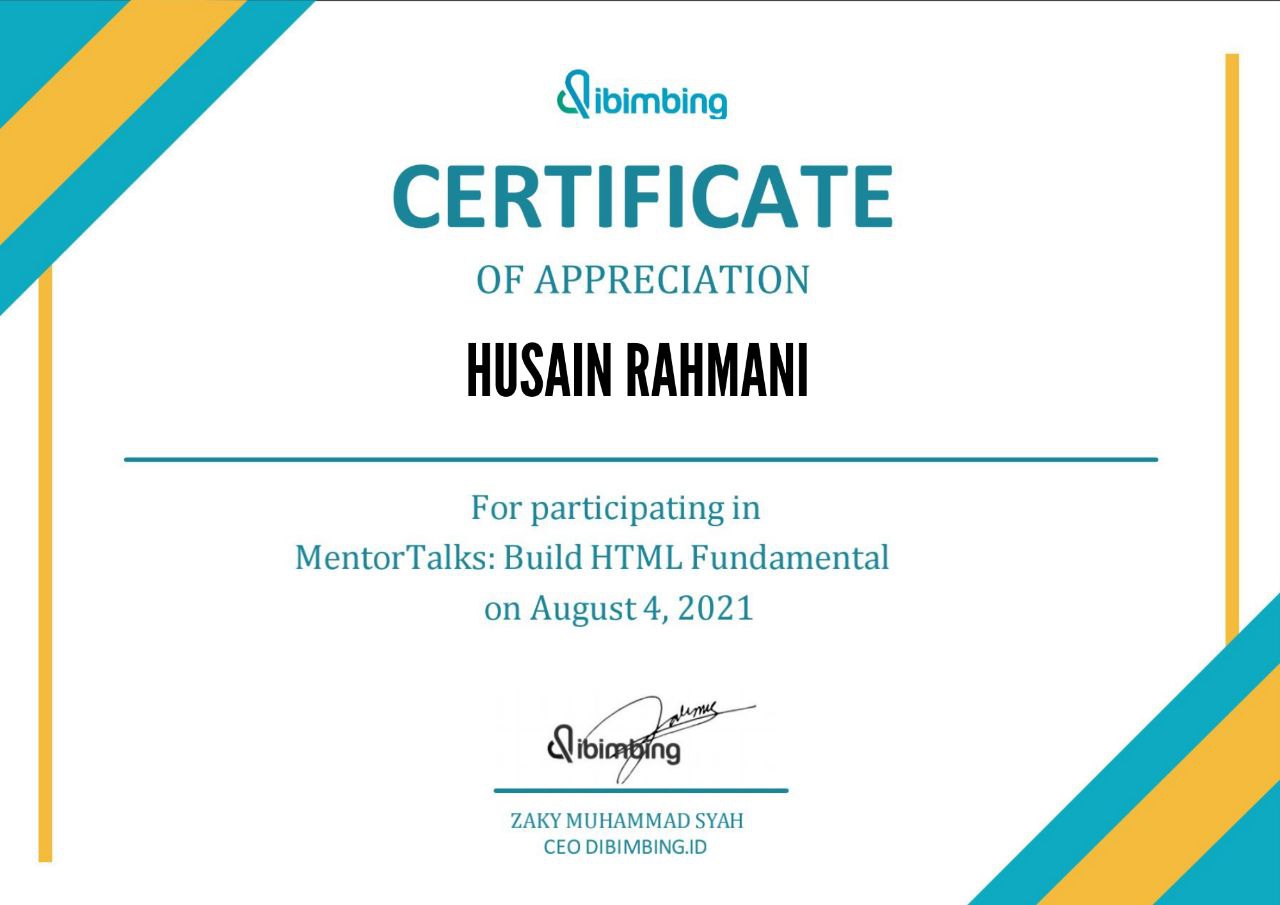 Dibimbing
CERTIFICATE
OF APPRECIATION
HUSAIN RAHMANI
For participating in
MentorTalks: Build HTML Fundamental
on August 4, 2021
Dibimbing
ZAKY MUHAMMAD SYAH
CEO DIBIMBING.ID